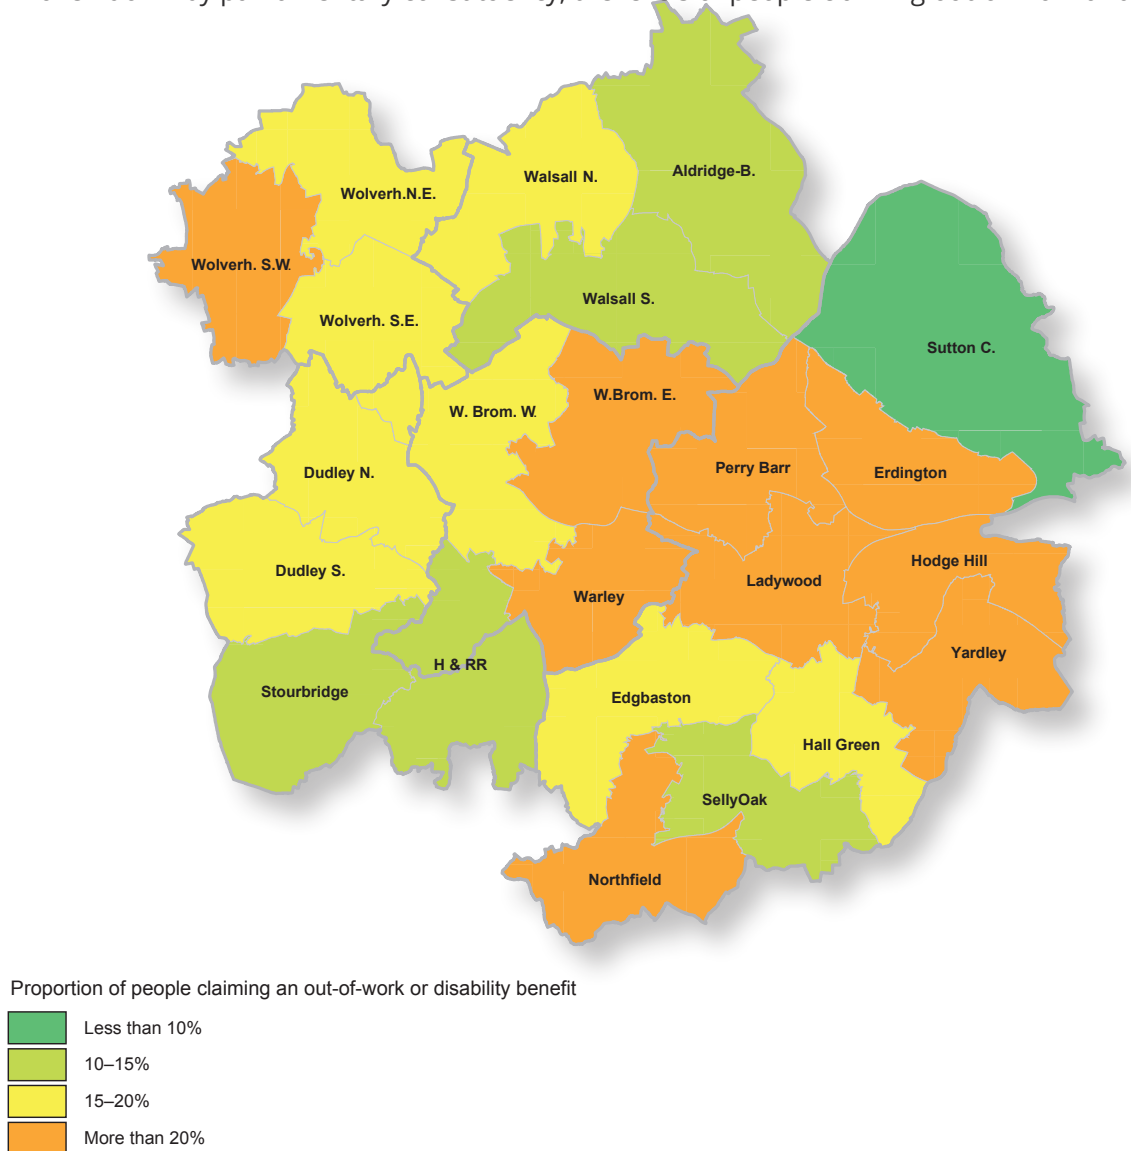 Walsall N.
Aldridge-B.
Wolverh.N.E.
Wolverh. S.W.
Walsall S.
Wolverh. S.E.
Sutton C.
W.Brom. E.
W. Brom. W.
Perry Barr
Erdington
Dudley N.
Hodge Hill
Dudley S.
Ladywood
Warley
Yardley
H & RR
Stourbridge
Edgbaston
Hall Green
SellyOak
Northfield
Proportion of people claiming an out-of-work or disability benefit
Less than 10%
10–15%
15–20%
More than 20%